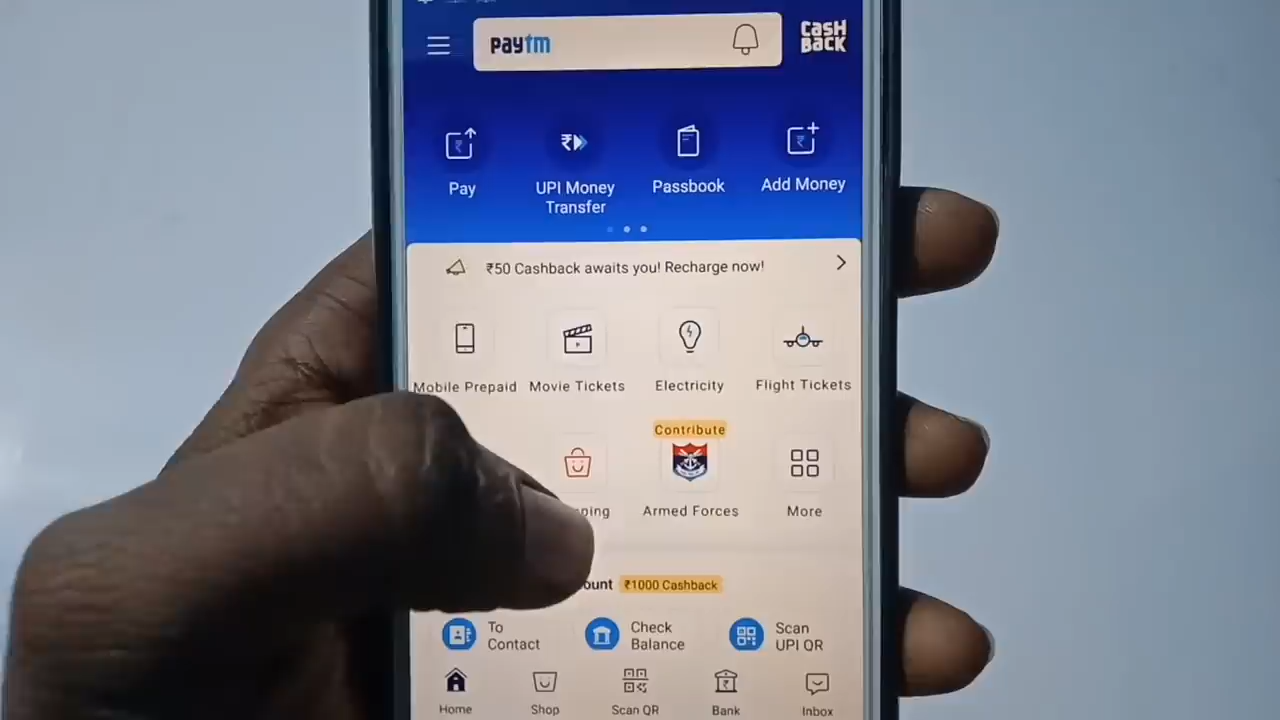 paytm
CASH
BACK
Pay
UPI Money
Transfer
Passbook
Add Money
₹50 Cashback awaits you! Recharge now!
Mobile Prepaid
Movie Tickets
Electricity
Flight Tickets
Contribute
Armed Forces
More
₹1000 Cashback
To
Contact
Check
Balance
Scan
UPI QR
Home
Shop
Scan QR
Bank
Inbox